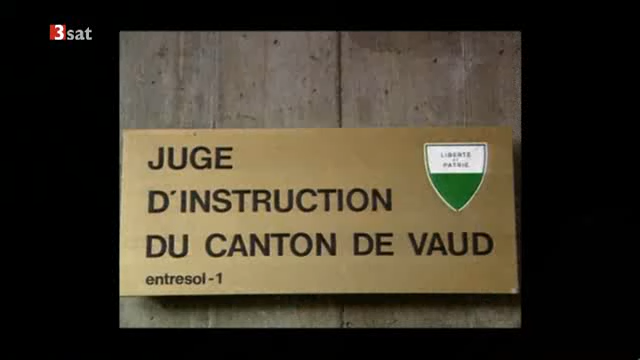 3sat
JUGE
D'INSTRUCTION
DU CANTON DE VAUD
entresol-1
LIBERTE
ET
PATRIE